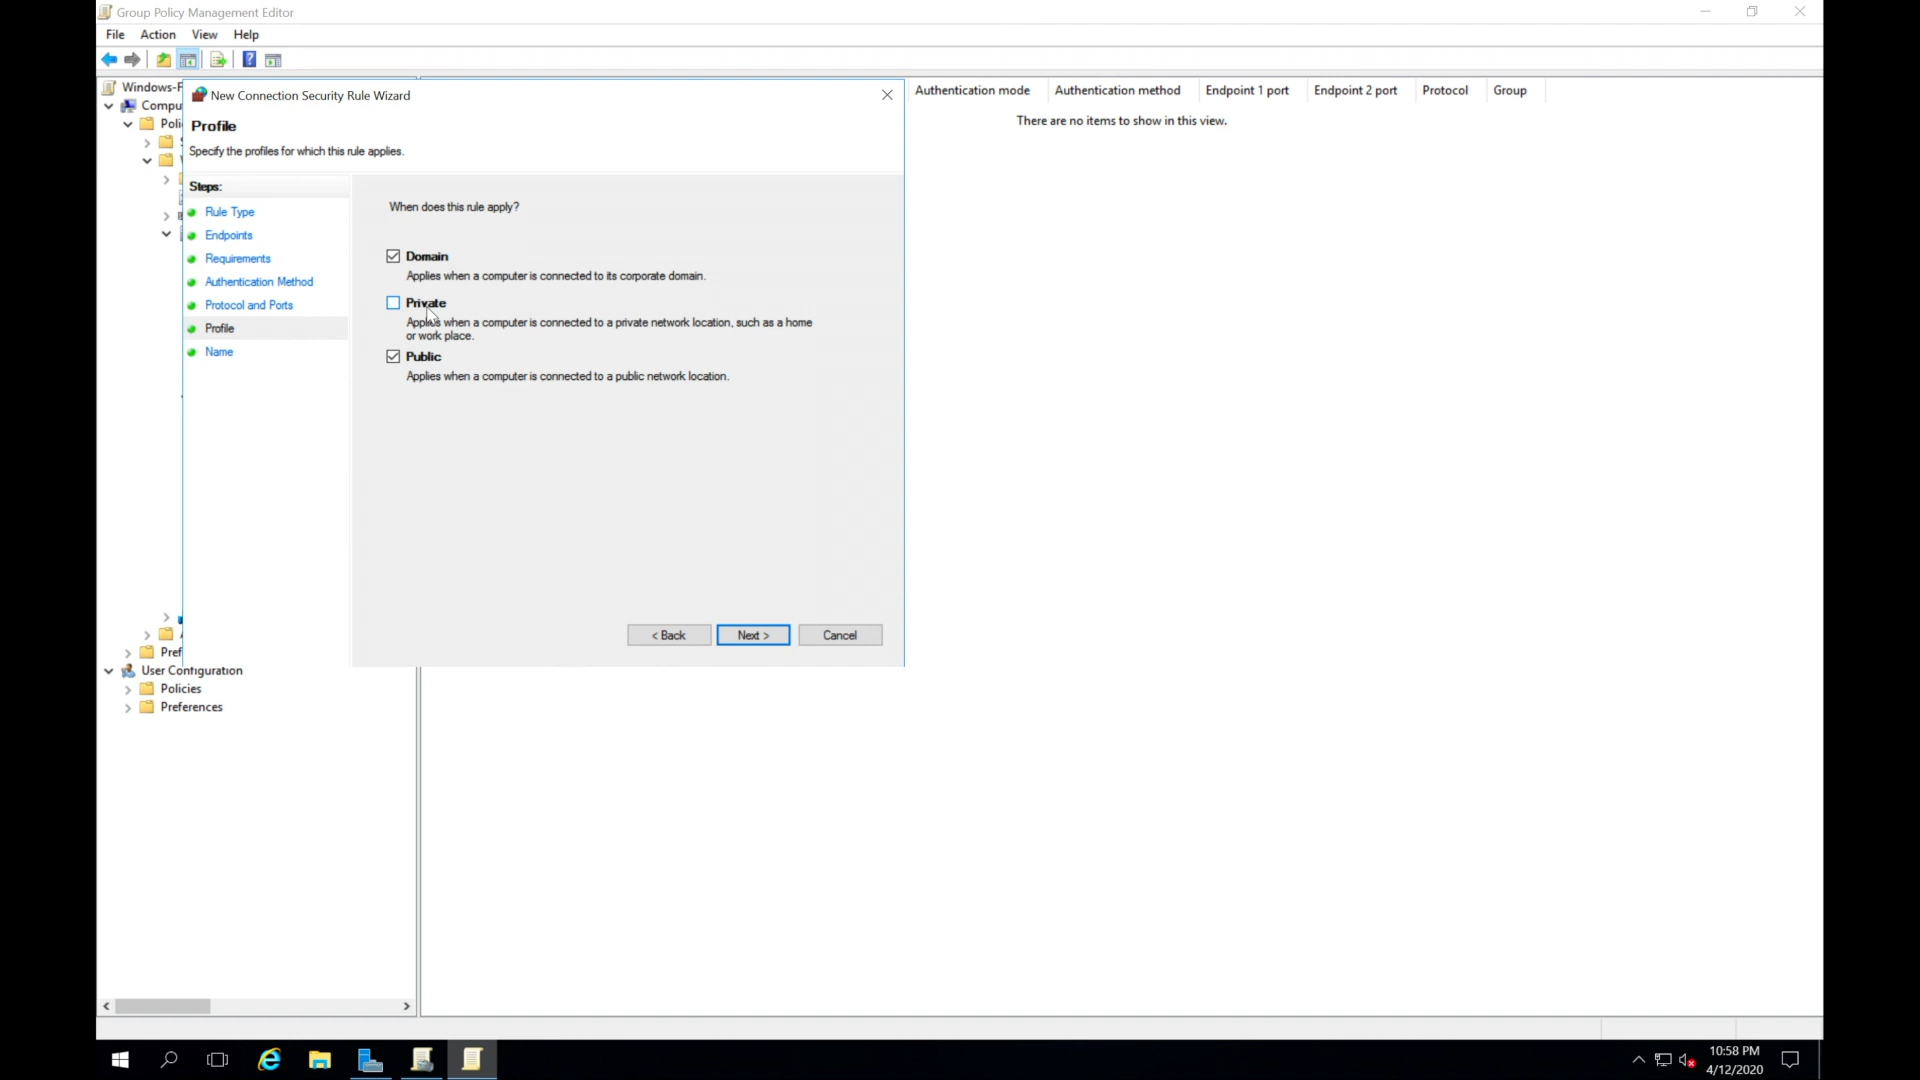 Group Policy Management Editor
File Action View Help
Windows-F
Compu
Poli
Pref
User Configuration
Policies
Preferences
New Connection Security Rule Wizard
Profile
Specify the profiles for which this rule applies.
Steps:
Rule Type
Endpoints
Requirements
Authentication Method
Protocol and Ports
Profile
Name
When does this rule apply?
Domain
Applies when a computer is connected to its corporate domain.
Private
Applies when a computer is connected to a private network location, such as a home
or work place.
Public
Applies when a computer is connected to a public network location.
< Back Next > Cancel
Authentication mode Authentication method Endpoint 1 port Endpoint 2 port Protocol Group
There are no items to show in this view.
10:58 PM
4/12/2020